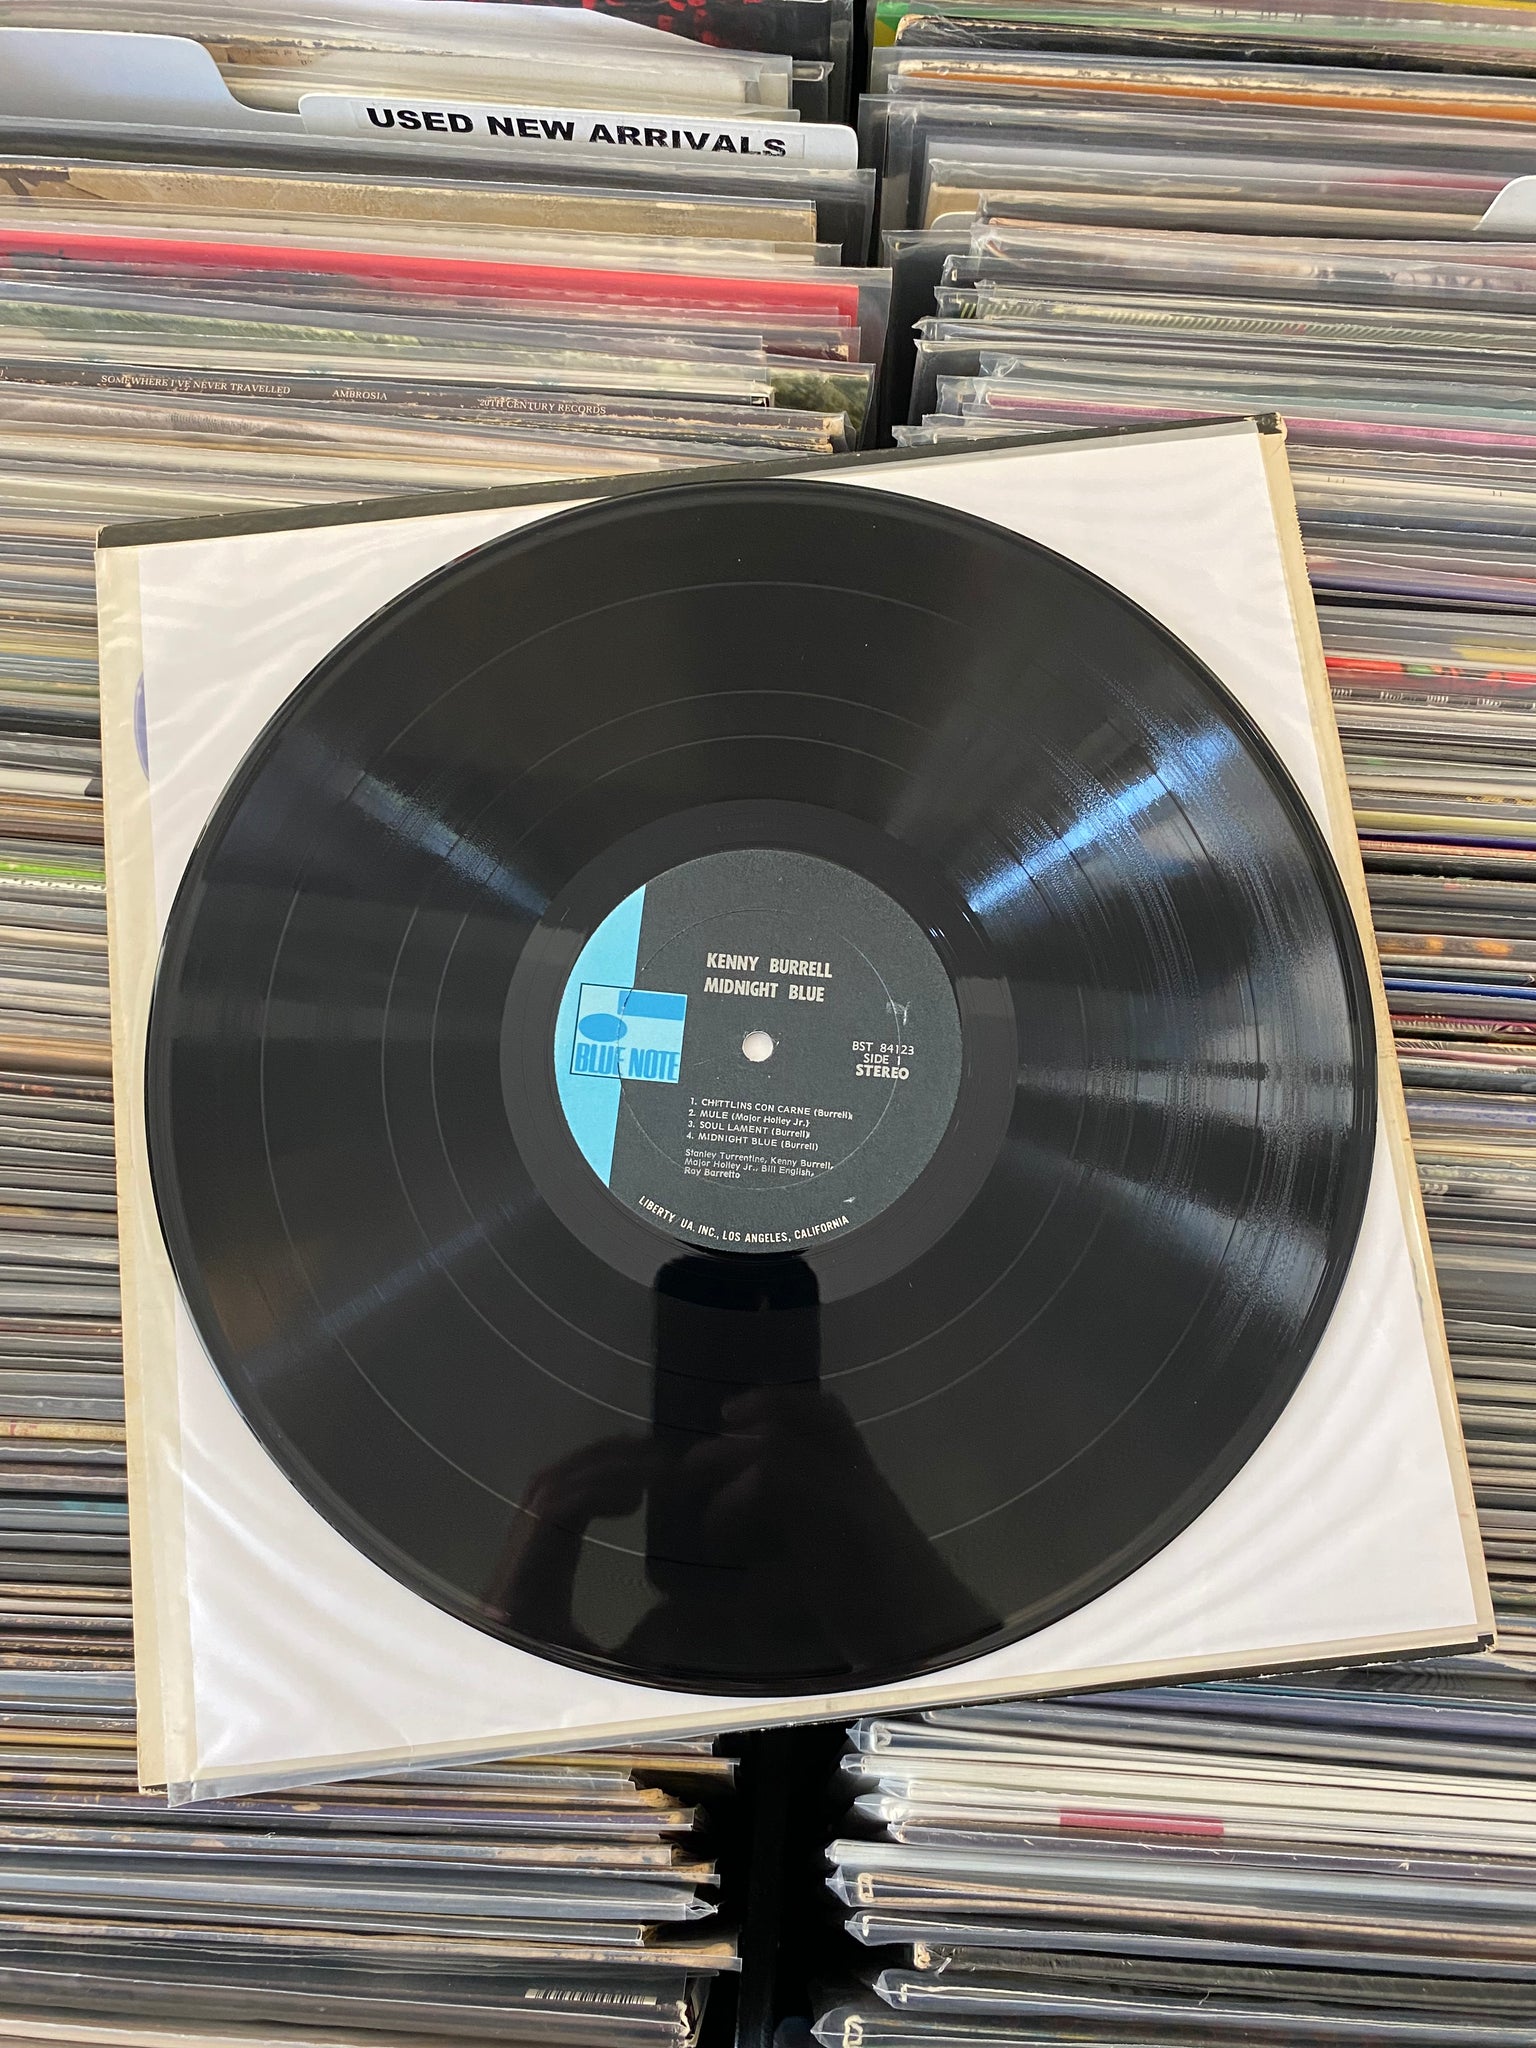 USED NEW ARRIVALS
SOMEWHERE I'VE NEVER TRAVELLED AMBROSIA 20TH CENTURY RECORDS
KENNY BURRELL
MIDNIGHT BLUE
BLUE NOTE
BST 84123
SIDE 1
STEREO
1. CHITTLINS CON CARNE (Burrell)
2. MULE (Major Holley Jr.)
3. SOUL LAMENT (Burrell)
4. MIDNIGHT BLUE (Burrell)
Stanley Turrentine, Kenny Burrell,
Major Holley Jr., Bill English,
Ray Barretto
LIBERTY/UA, INC., LOS ANGELES, CALIFORNIA